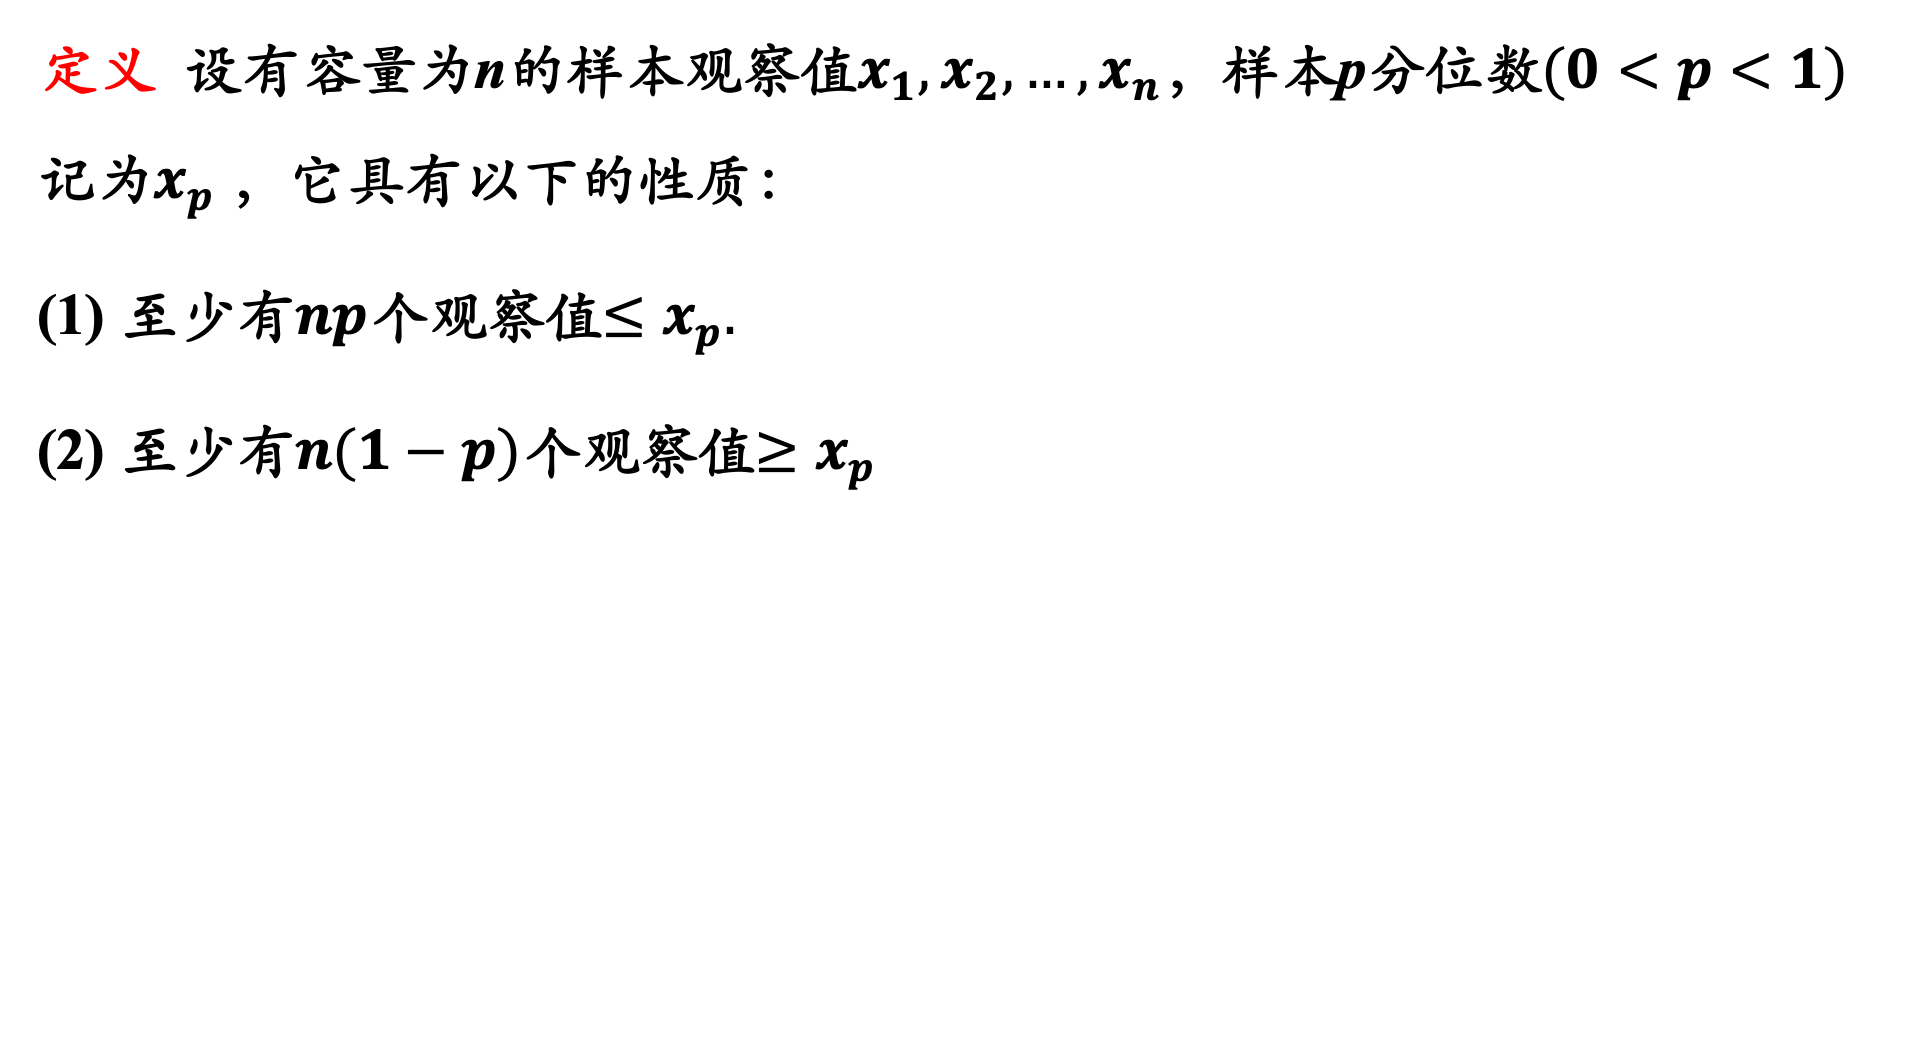 定义 设有容量为n的样本观察值x₁, x₂, … , xₙ，样本p分位数(0 < p < 1)
记为xₚ ，它具有以下的性质：
(1) 至少有np个观察值≤ xₚ.
(2) 至少有n(1 − p)个观察值≥ xₚ